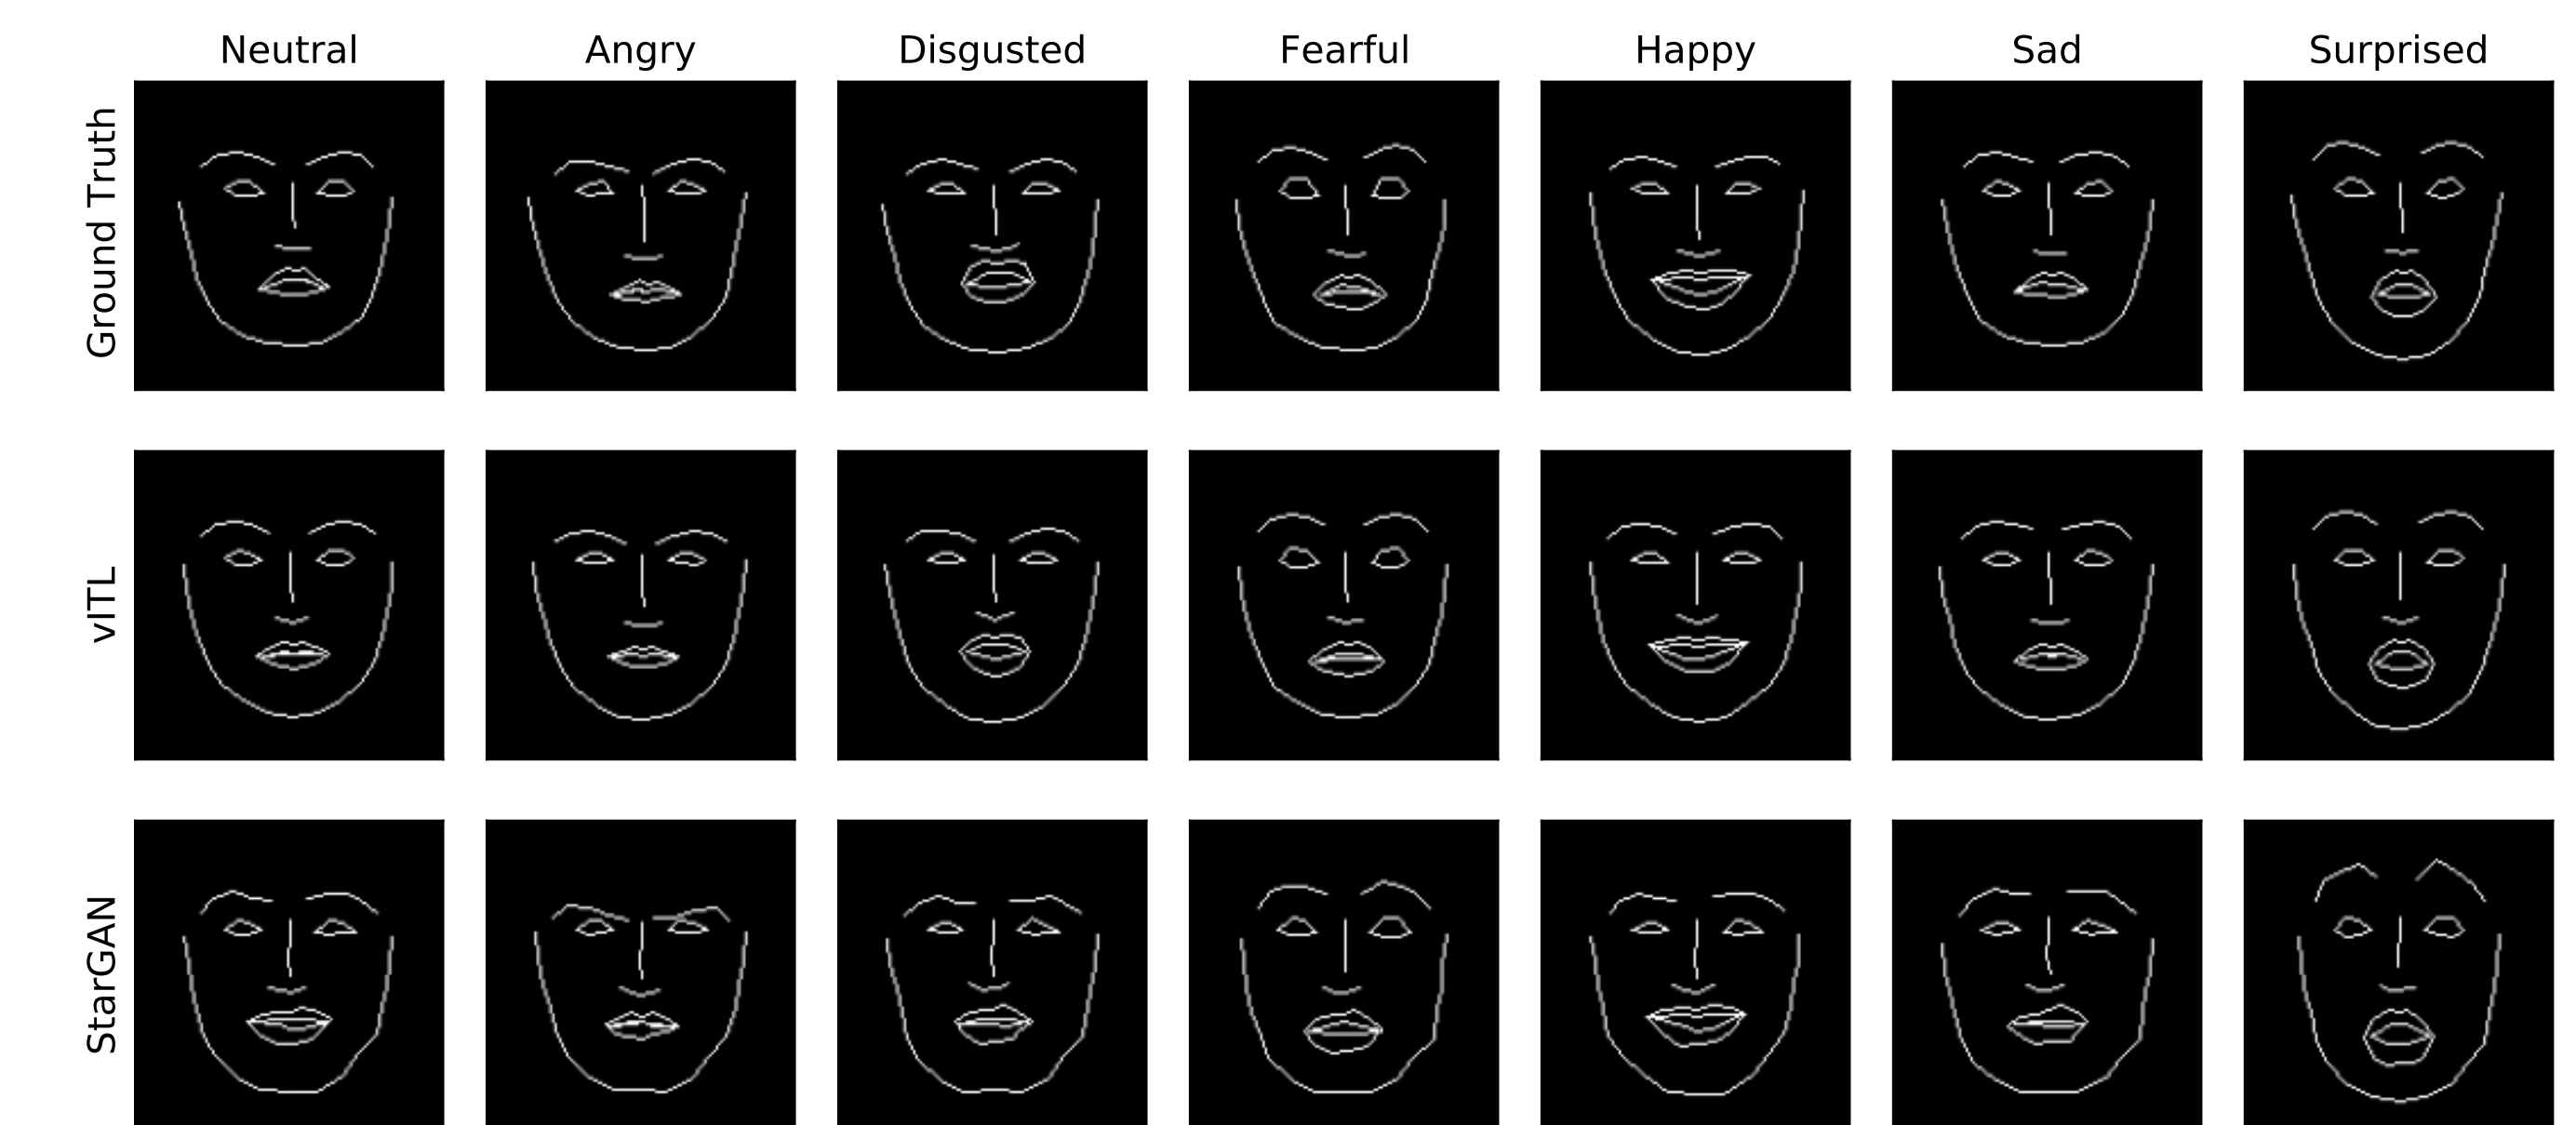 Neutral Angry Disgusted Fearful Happy Sad Surprised
Ground Truth
vITL
StarGAN